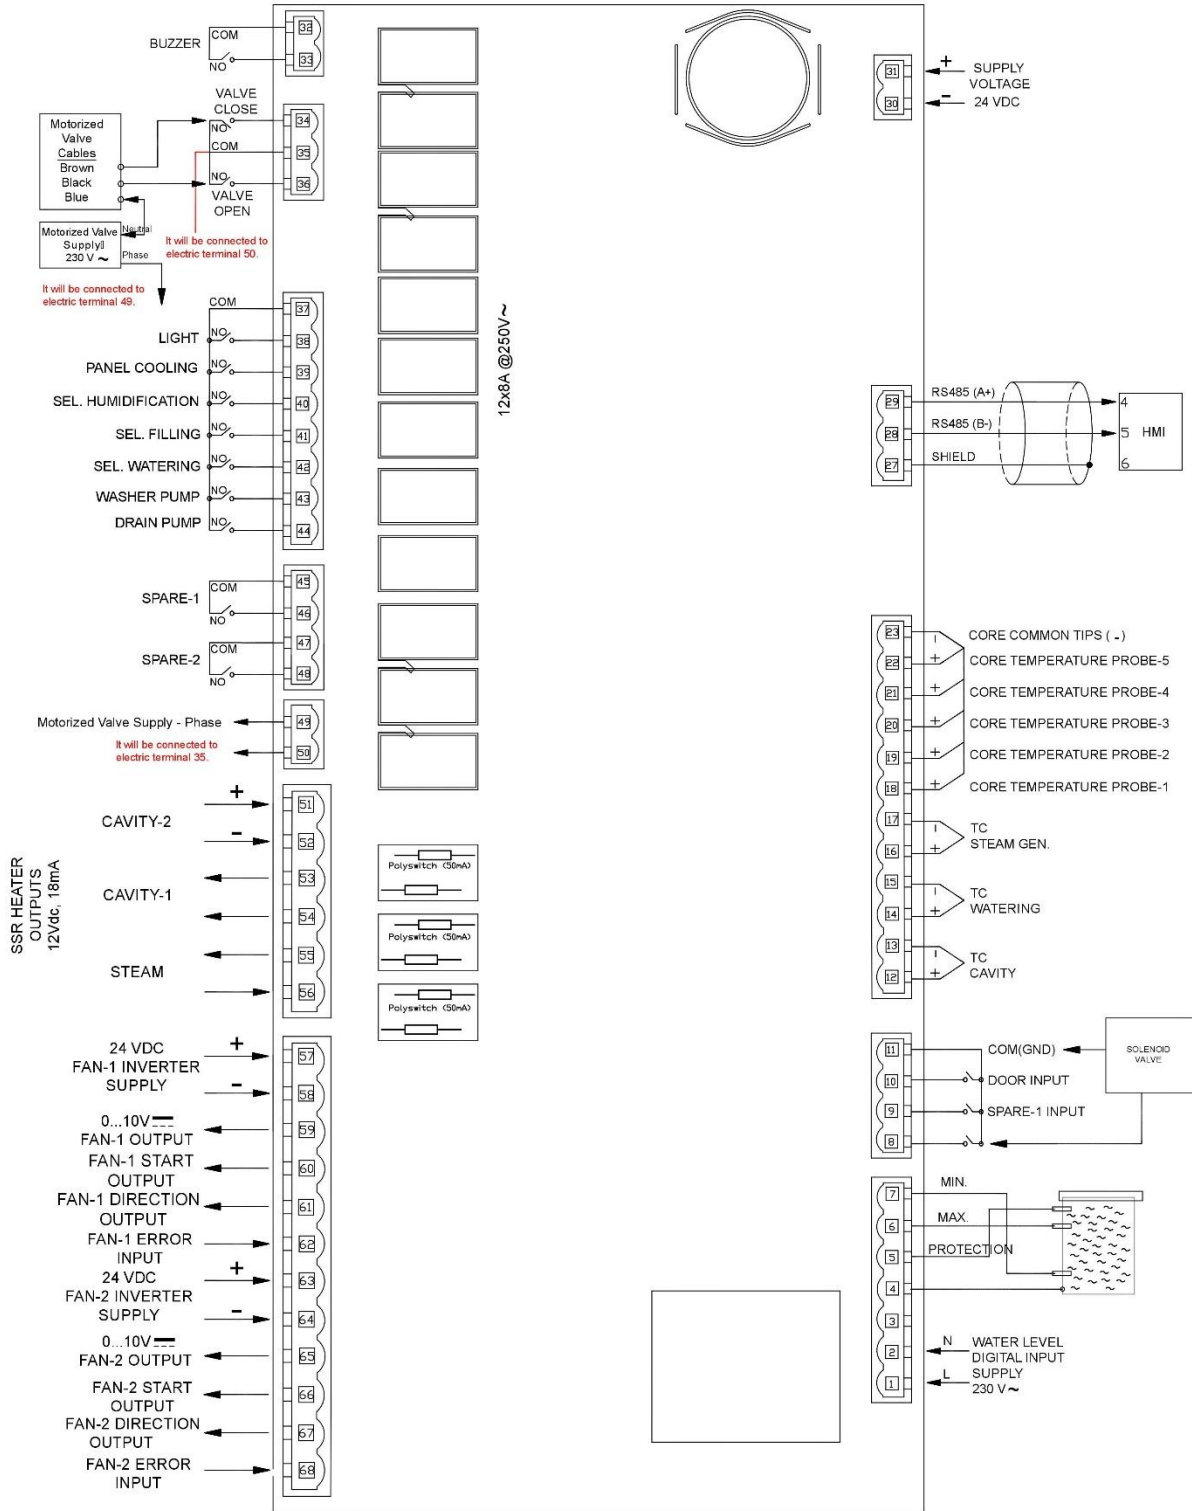 BUZZER
COM
NO
32
33
VALVE
CLOSE
NO
COM
NO
VALVE
OPEN
34
35
36
Motorized
Valve
Cables
Brown
Black
Blue
Motorized Valve
Supply
230 V ~
Neutral
Phase
It will be connected to
electric terminal 50.
It will be connected to
electric terminal 49.
COM
37
LIGHT NO 38
PANEL COOLING NO 39
SEL. HUMIDIFICATION NO 40
SEL. FILLING NO 41
SEL. WATERING NO 42
WASHER PUMP NO 43
DRAIN PUMP NO 44
SPARE-1
COM
NO
45
46
SPARE-2
COM
NO
47
48
Motorized Valve Supply - Phase 49
It will be connected to
electric terminal 35.
50
SSR HEATER
OUTPUTS
12Vdc, 18mA
CAVITY-2
+ 51
- 52
CAVITY-1
53
54
STEAM
55
56
24 VDC
FAN-1 INVERTER
SUPPLY
+ 57
- 58
0...10V
FAN-1 OUTPUT
59
FAN-1 START
OUTPUT
60
FAN-1 DIRECTION
OUTPUT
61
FAN-1 ERROR
INPUT
62
24 VDC
FAN-2 INVERTER
SUPPLY
+ 63
- 64
0...10V
FAN-2 OUTPUT
65
FAN-2 START
OUTPUT
66
FAN-2 DIRECTION
OUTPUT
67
FAN-2 ERROR
INPUT
68
12x8A @250V~
Polyswitch (50mA)
Polyswitch (50mA)
Polyswitch (50mA)
31 +
30 -
SUPPLY
VOLTAGE
24 VDC
29 RS485 (A+) 4
28 RS485 (B-) 5
27 SHIELD 6
HMI
23 - CORE COMMON TIPS ( - )
22 + CORE TEMPERATURE PROBE-5
21 + CORE TEMPERATURE PROBE-4
20 + CORE TEMPERATURE PROBE-3
19 + CORE TEMPERATURE PROBE-2
18 + CORE TEMPERATURE PROBE-1
17 -
16 +
TC
STEAM GEN.
15 -
14 +
TC
WATERING
13 -
12 +
TC
CAVITY
11 COM(GND)
10 DOOR INPUT
9 SPARE-1 INPUT
8
SOLENOID
VALVE
7 MIN.
6 MAX.
5 PROTECTION
4
3
2 N
1 L
WATER LEVEL
DIGITAL INPUT
SUPPLY
230 V ~